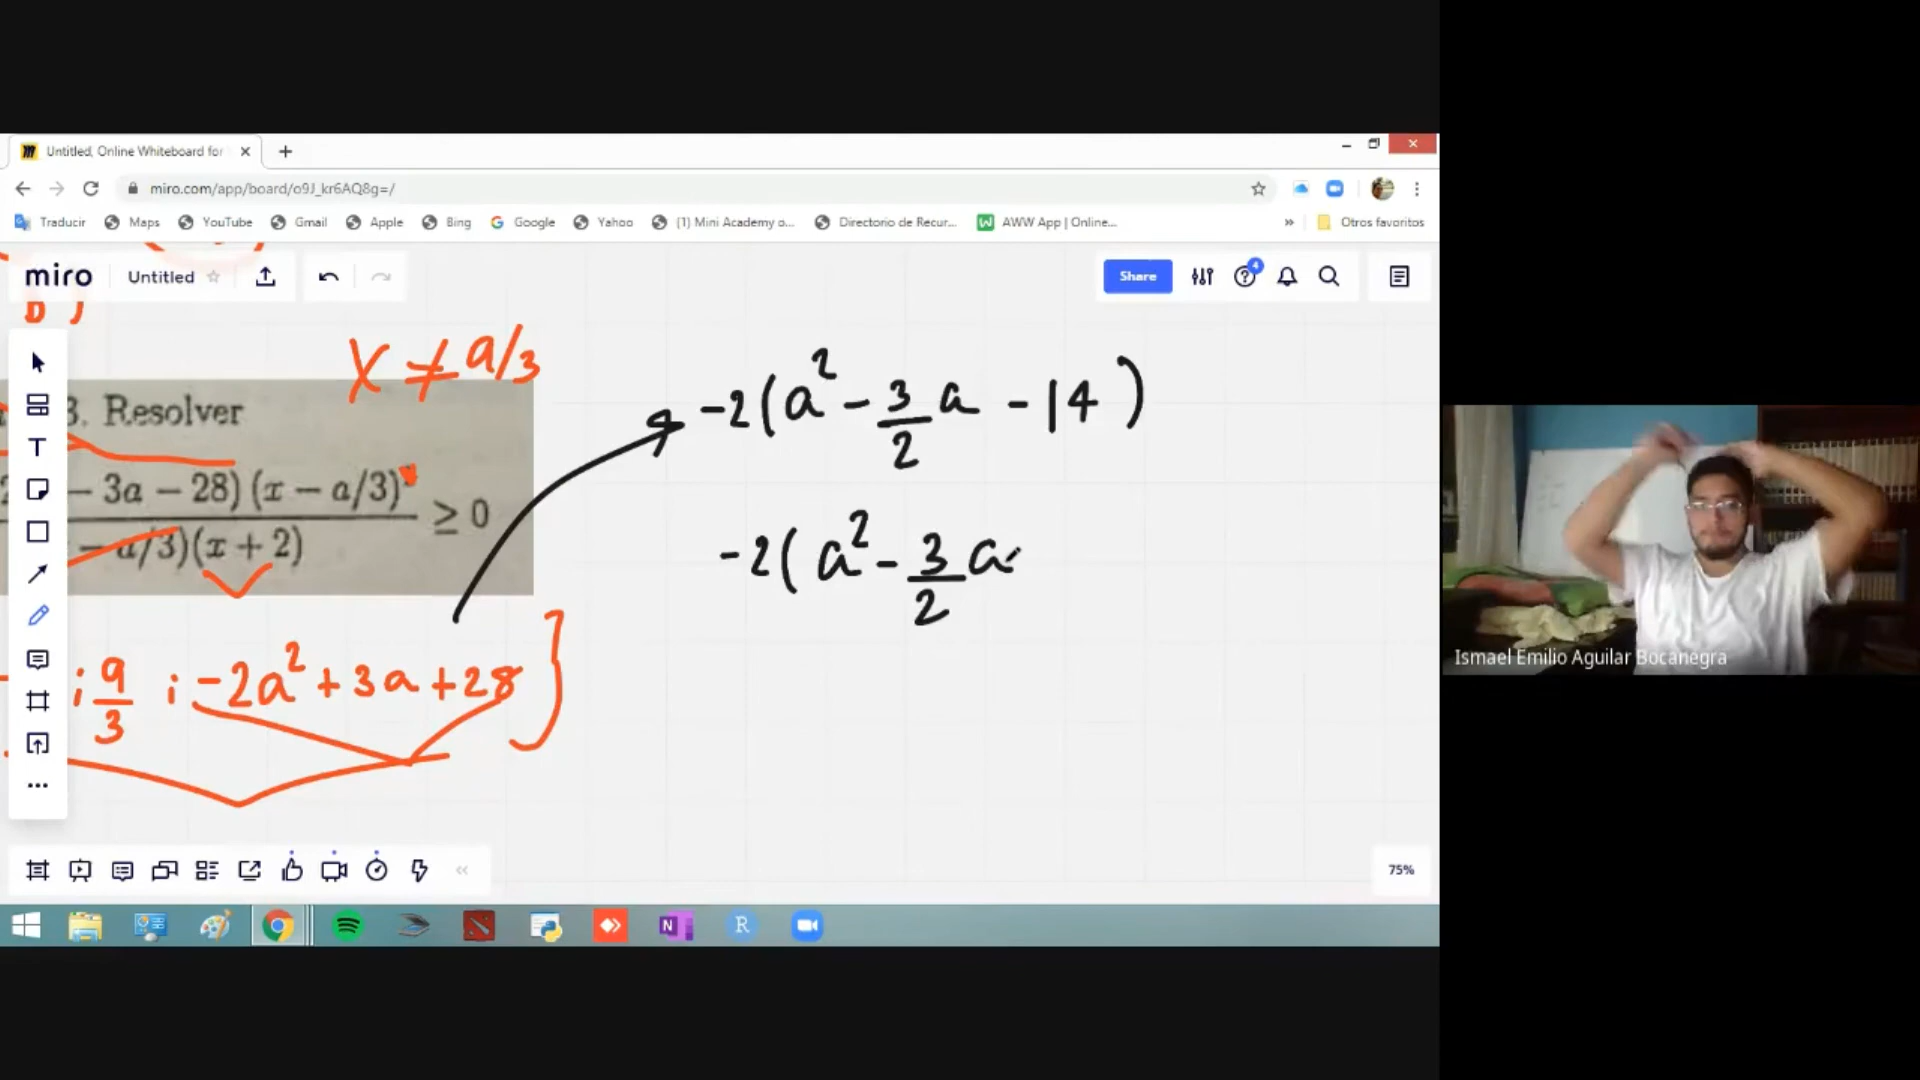 Untitled, Online Whiteboard for
miro.com/app/board/o9J_kr6AQ8g=/
Traducir Maps YouTube Gmail Apple Bing Google Yahoo (1) Mini Academy o... Directorio de Recur... AWW App | Online... » Otros favoritos
miro Untitled Share 4
x ≠ a/3
3. Resolver
− 3a − 28) (x − a/3)
≥ 0
− a/3)(x + 2)
-2(a² - 3/2 a - 14)
-2(a² - 3/2 a
-2a² + 3a + 28
75%
Ismael Emilio Aguilar Bocanegra